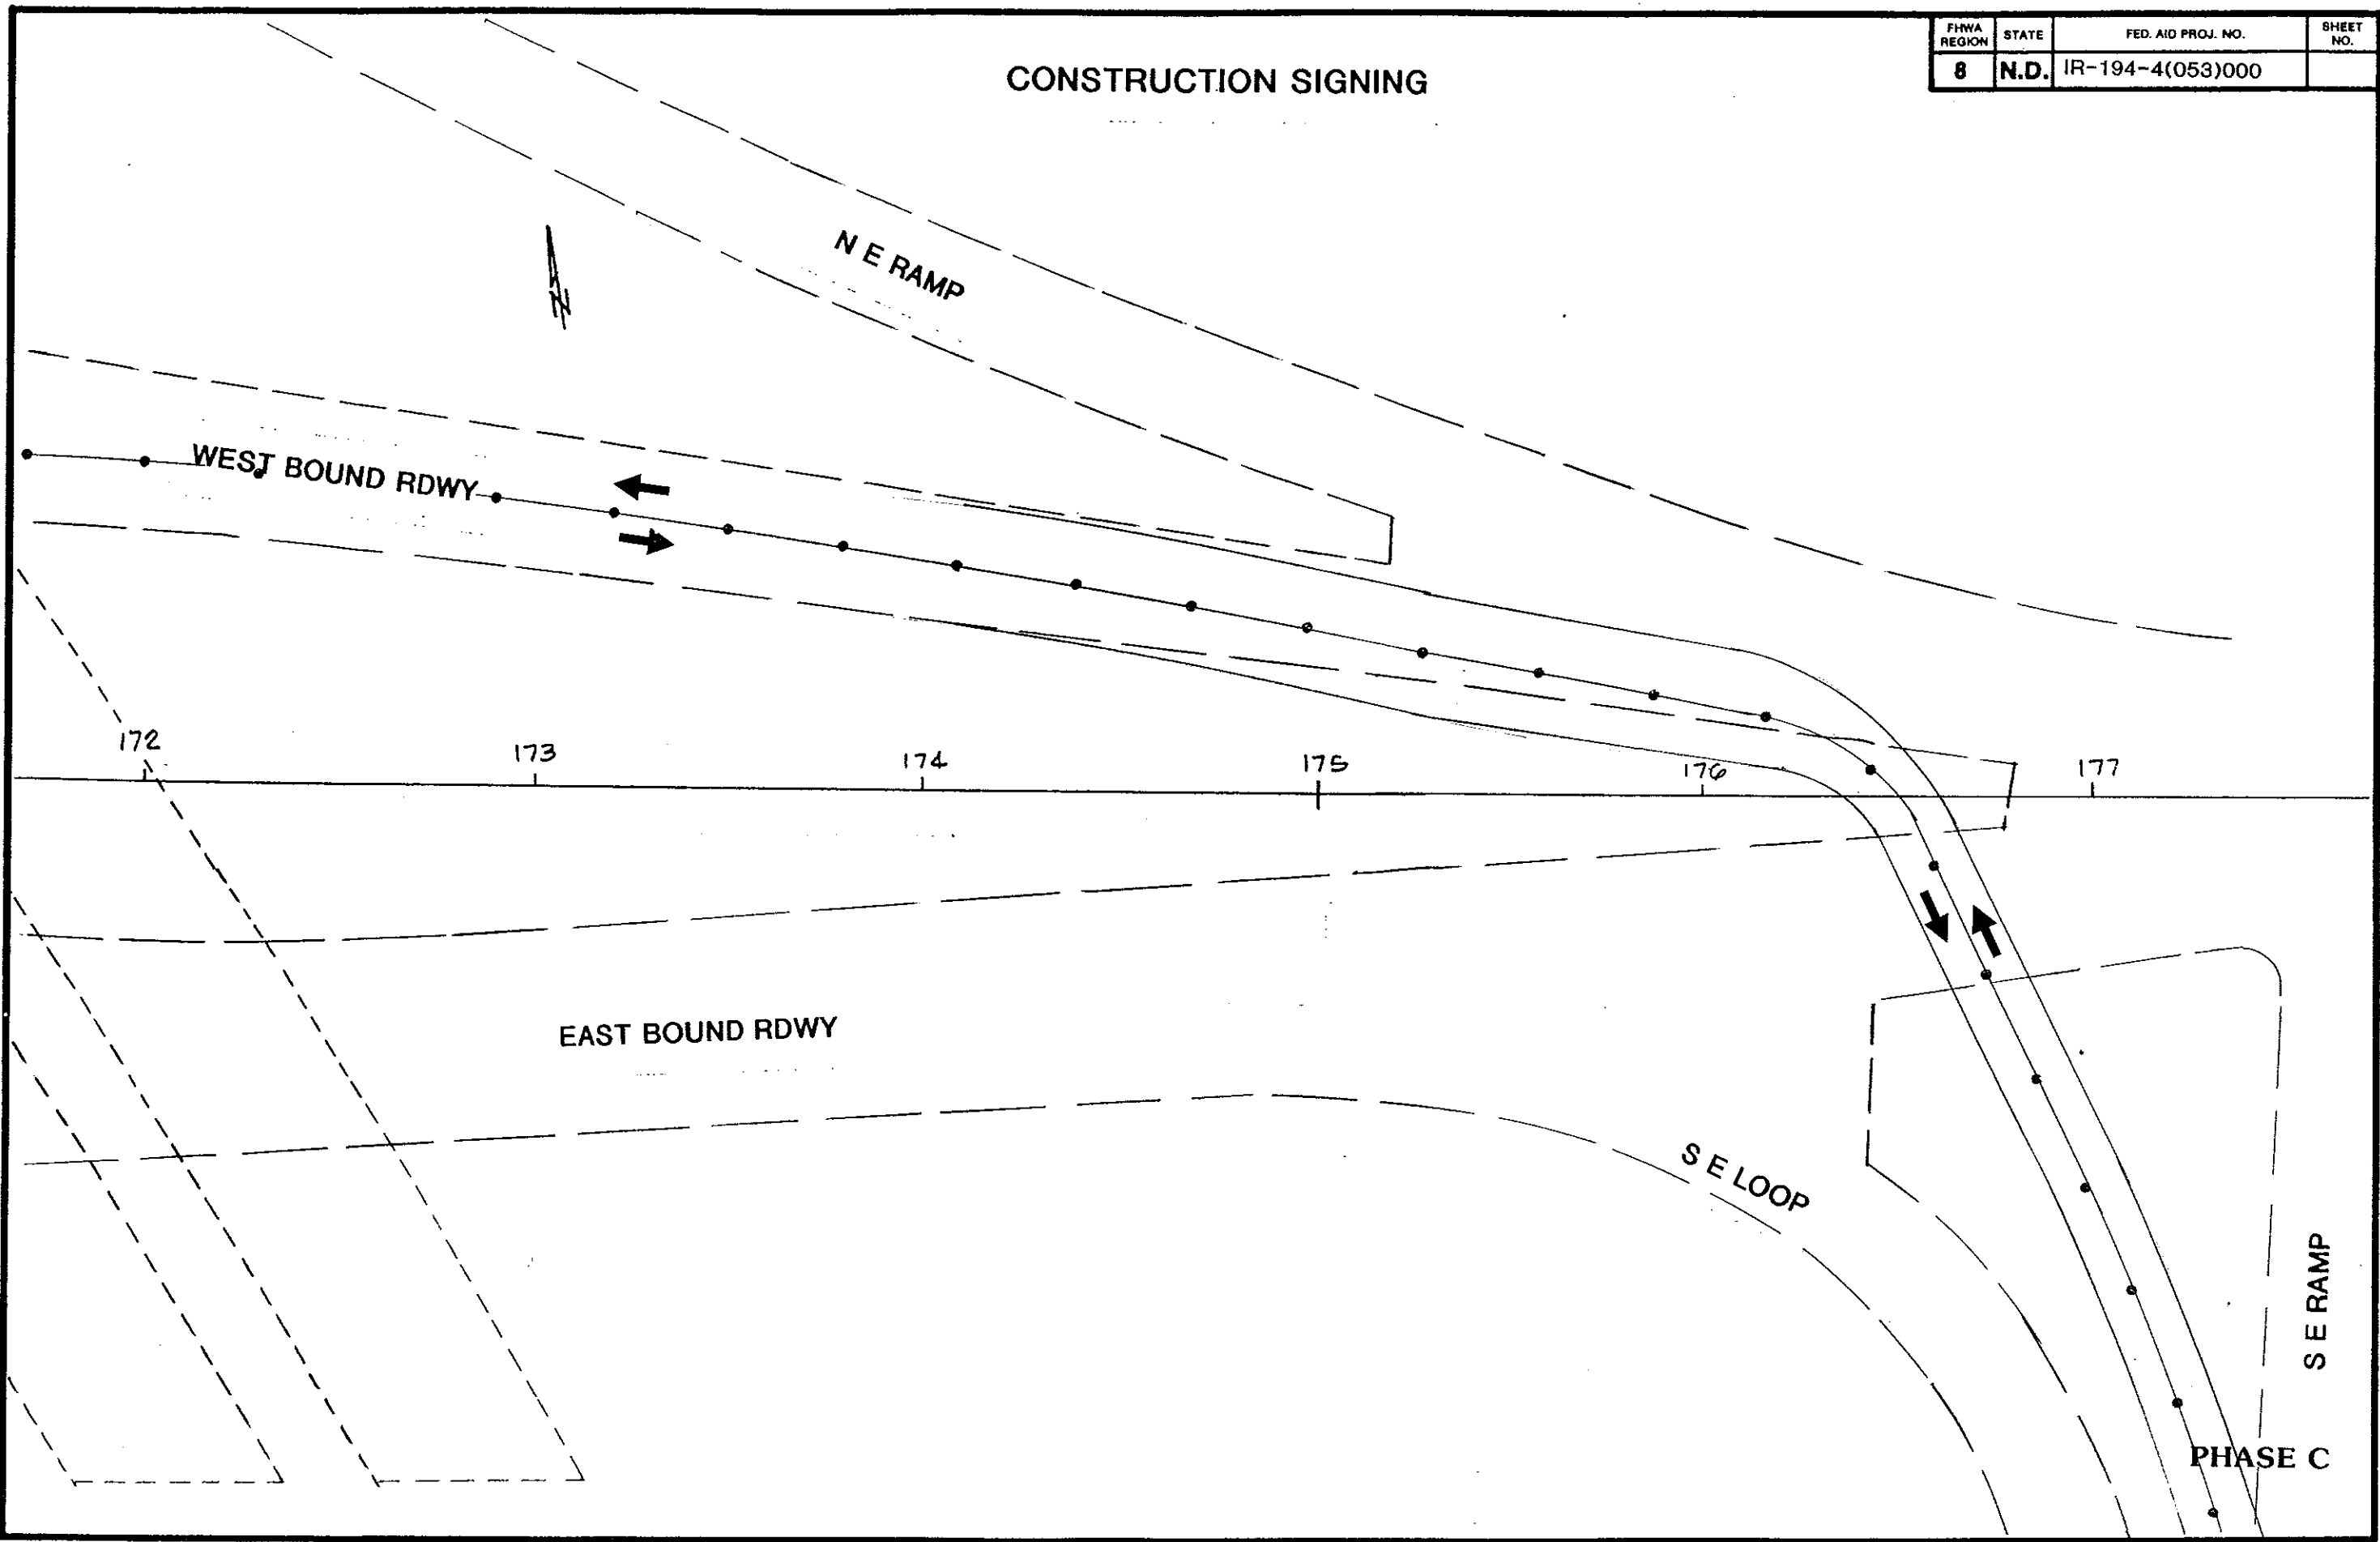 FHWA REGION STATE FED. AID PROJ. NO. SHEET NO.
8 N.D. IR-194-4(053)000
CONSTRUCTION SIGNING
N E RAMP
N
WEST BOUND RDWY
172 173 174 175 176 177
EAST BOUND RDWY
S E LOOP
S E RAMP
PHASE C